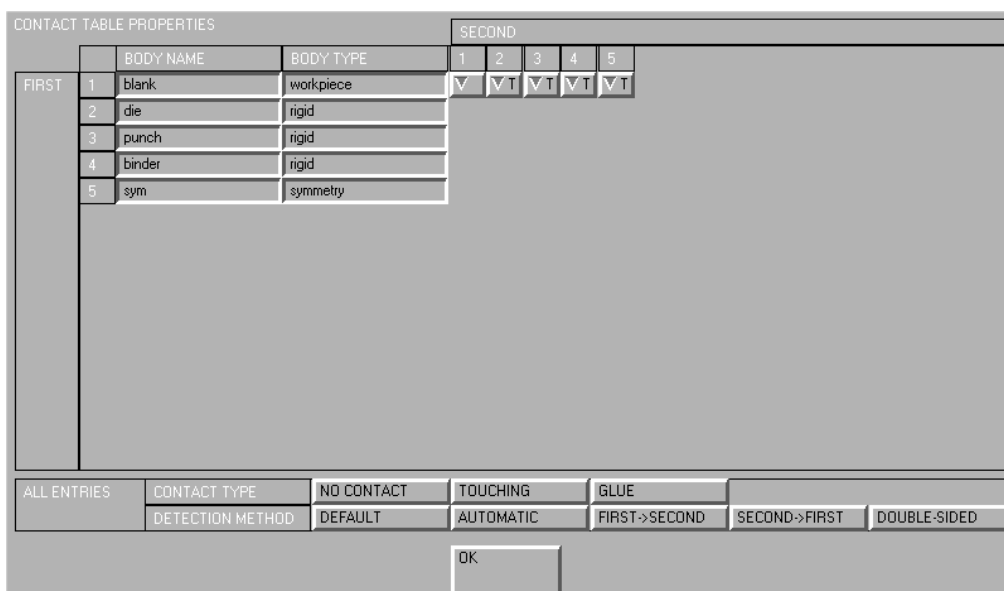 CONTACT TABLE PROPERTIES
SECOND
BODY NAME BODY TYPE 1 2 3 4 5
FIRST 1 blank workpiece V V T V T V T V T
2 die rigid
3 punch rigid
4 binder rigid
5 sym symmetry
ALL ENTRIES CONTACT TYPE NO CONTACT TOUCHING GLUE
DETECTION METHOD DEFAULT AUTOMATIC FIRST->SECOND SECOND->FIRST DOUBLE-SIDED
OK